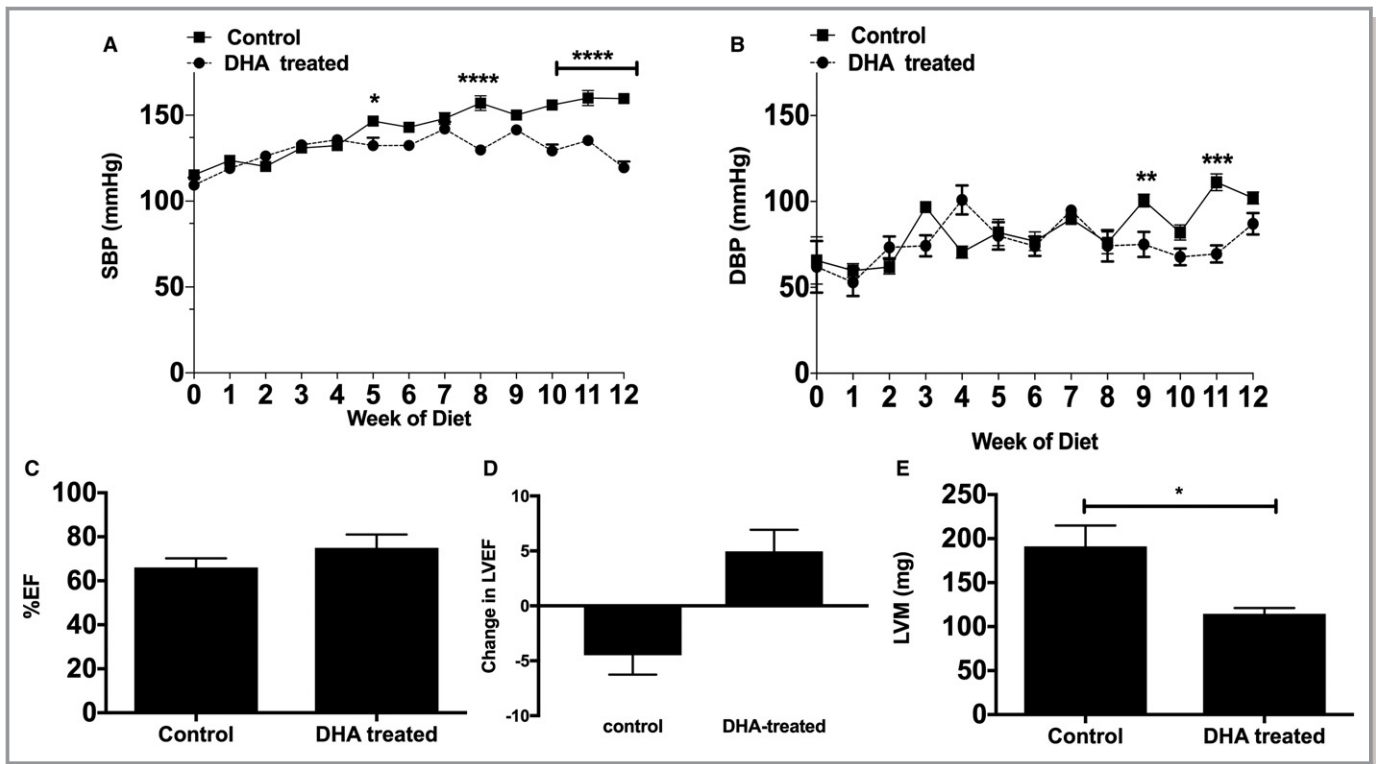 A
Control
DHA treated
*
****
****
SBP (mmHg)
150
100
50
0
0 1 2 3 4 5 6 7 8 9 10 11 12
Week of Diet
B
Control
DHA treated
**
***
DBP (mmHg)
150
100
50
0
0 1 2 3 4 5 6 7 8 9 10 11 12
Week of Diet
C
%EF
100
80
60
40
20
0
Control DHA treated
D
Change in LVEF
10
5
0
-5
-10
control DHA-treated
E
*
LVM (mg)
250
200
150
100
50
0
Control DHA treated